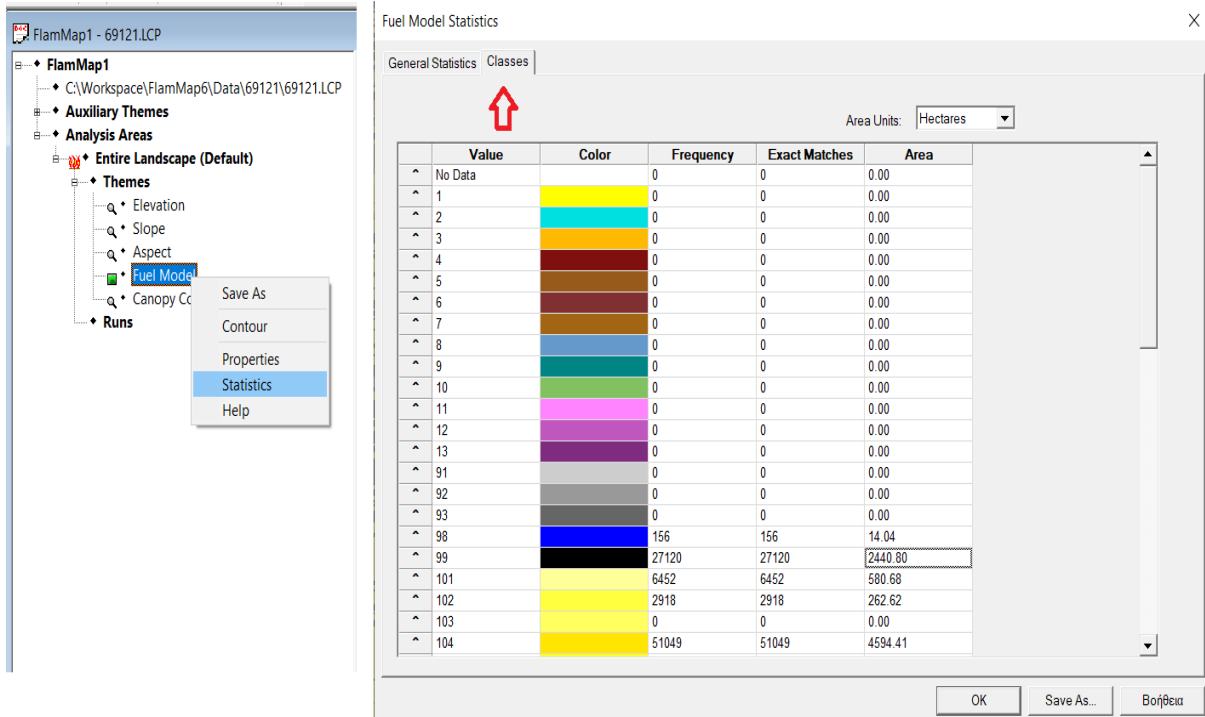 FlamMap1 - 69121.LCP
FlamMap1
C:\Workspace\FlamMap6\Data\69121\69121.LCP
Auxiliary Themes
Analysis Areas
Entire Landscape (Default)
Themes
Elevation
Slope
Aspect
Fuel Model
Canopy Co
Runs
Save As
Contour
Properties
Statistics
Help
Fuel Model Statistics
General Statistics Classes
Area Units: Hectares
Value Color Frequency Exact Matches Area
^ No Data 0 0 0.00
^ 1 0 0 0.00
^ 2 0 0 0.00
^ 3 0 0 0.00
^ 4 0 0 0.00
^ 5 0 0 0.00
^ 6 0 0 0.00
^ 7 0 0 0.00
^ 8 0 0 0.00
^ 9 0 0 0.00
^ 10 0 0 0.00
^ 11 0 0 0.00
^ 12 0 0 0.00
^ 13 0 0 0.00
^ 91 0 0 0.00
^ 92 0 0 0.00
^ 93 0 0 0.00
^ 98 156 156 14.04
^ 99 27120 27120 2440.80
^ 101 6452 6452 580.68
^ 102 2918 2918 262.62
^ 103 0 0 0.00
^ 104 51049 51049 4594.41
OK Save As... Βοήθεια